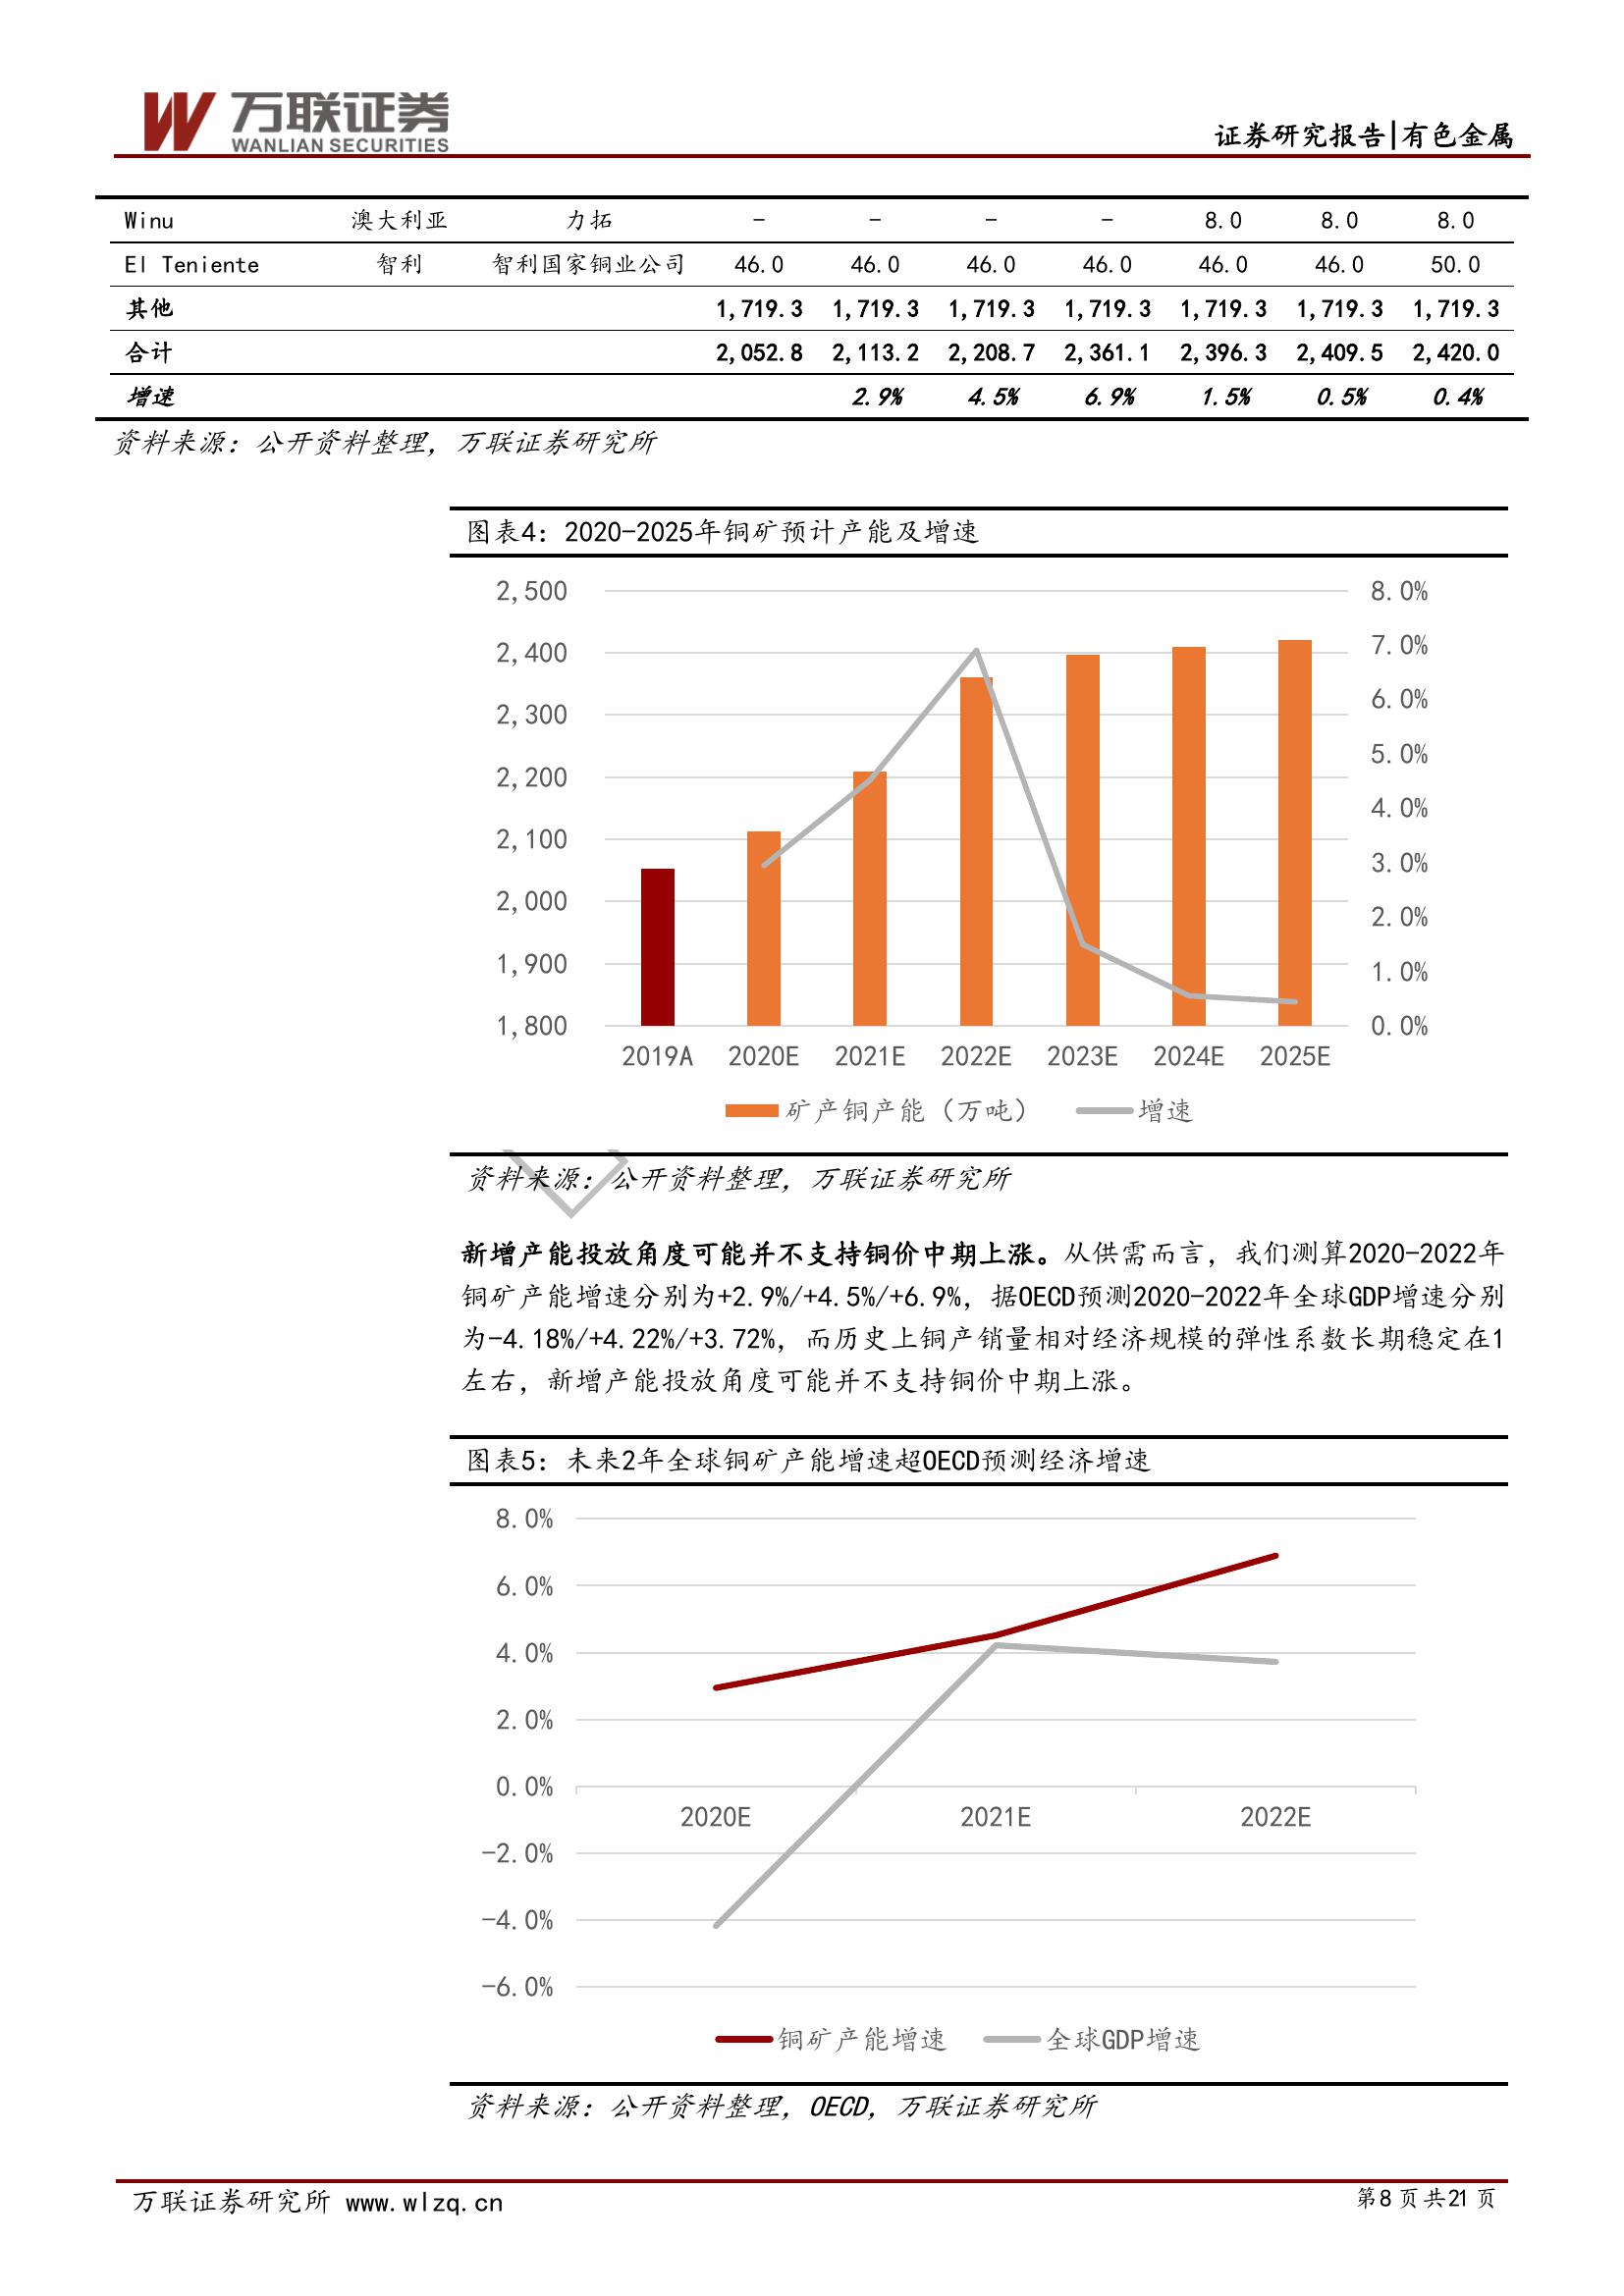 万联证券
WANLIAN SECURITIES
证券研究报告|有色金属
Winu 澳大利亚 力拓 - - - - 8.0 8.0 8.0
El Teniente 智利 智利国家铜业公司 46.0 46.0 46.0 46.0 46.0 46.0 50.0
其他 1,719.3 1,719.3 1,719.3 1,719.3 1,719.3 1,719.3 1,719.3
合计 2,052.8 2,113.2 2,208.7 2,361.1 2,396.3 2,409.5 2,420.0
增速 2.9% 4.5% 6.9% 1.5% 0.5% 0.4%
资料来源：公开资料整理，万联证券研究所
图表4：2020-2025年铜矿预计产能及增速
2,500 8.0%
2,400 7.0%
2,300 6.0%
2,200 5.0%
2,100 4.0%
2,000 3.0%
1,900 2.0%
1,800 1.0%
0.0%
2019A 2020E 2021E 2022E 2023E 2024E 2025E
矿产铜产能（万吨） 增速
资料来源：公开资料整理，万联证券研究所
新增产能投放角度可能并不支持铜价中期上涨。从供需而言，我们测算2020-2022年
铜矿产能增速分别为+2.9%/+4.5%/+6.9%，据OECD预测2020-2022年全球GDP增速分别
为-4.18%/+4.22%/+3.72%，而历史上铜产销量相对经济规模的弹性系数长期稳定在1
左右，新增产能投放角度可能并不支持铜价中期上涨。
图表5：未来2年全球铜矿产能增速超OECD预测经济增速
8.0%
6.0%
4.0%
2.0%
0.0%
2020E 2021E 2022E
-2.0%
-4.0%
-6.0%
铜矿产能增速 全球GDP增速
资料来源：公开资料整理，OECD，万联证券研究所
万联证券研究所 www.wlzq.cn 第8页共21页